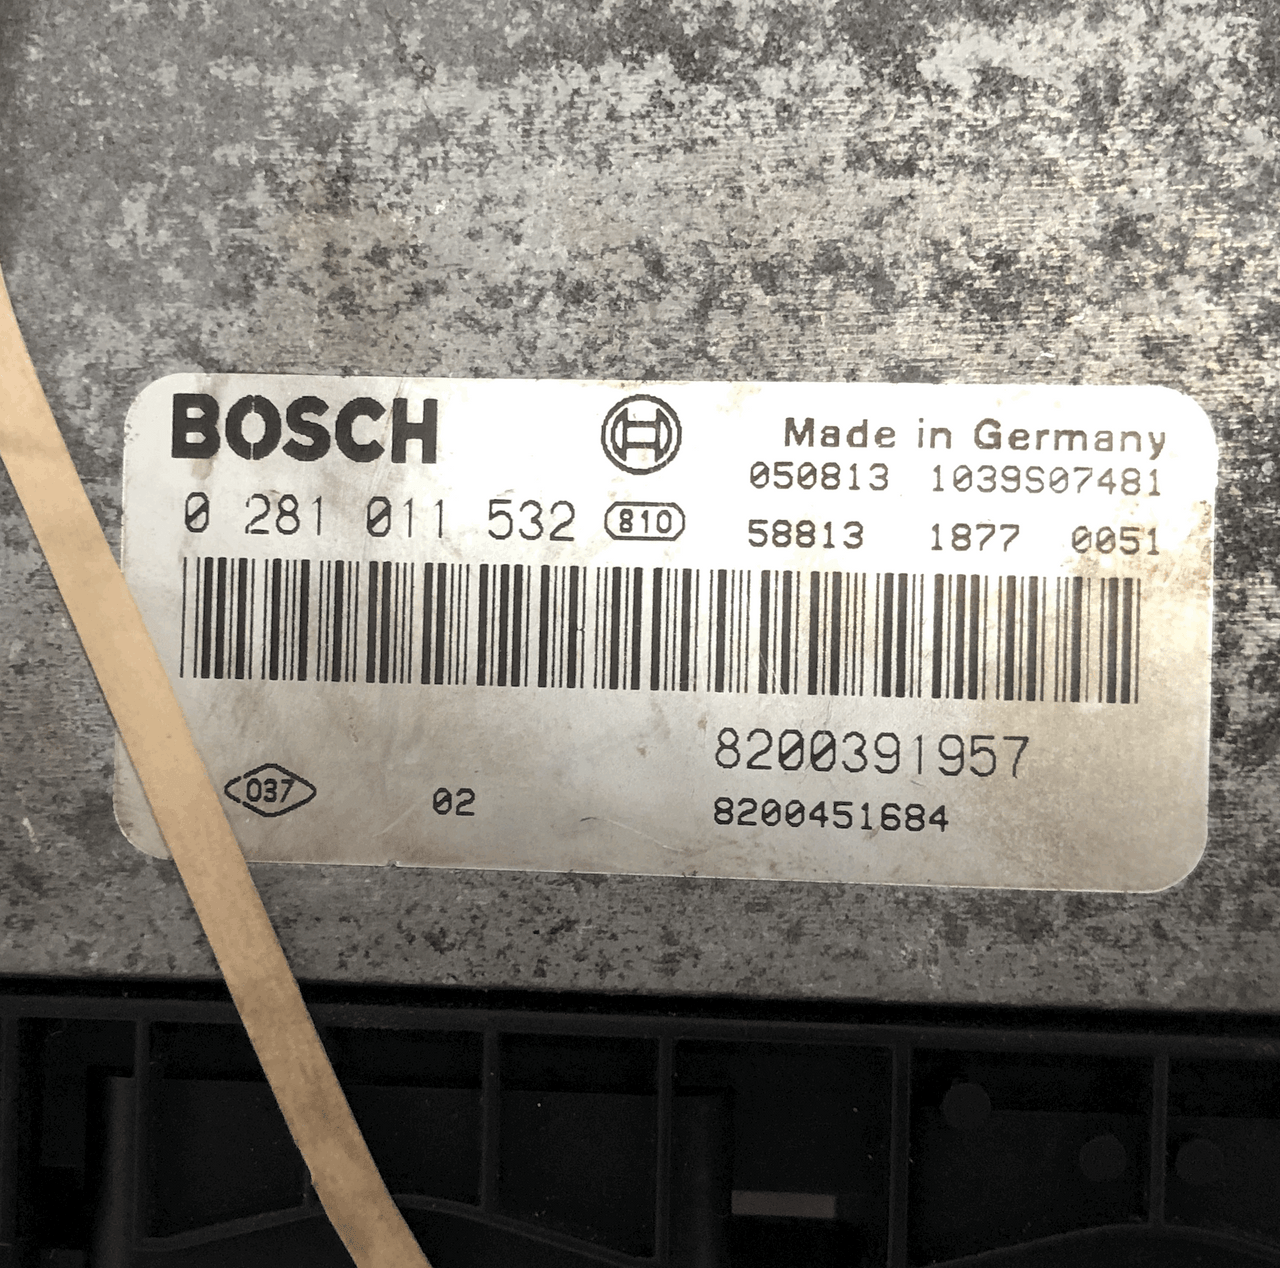 BOSCH
Made in Germany
050813 1039S07481
0 281 011 532 810
58813 1877 0051
8200391957
037 02 8200451684